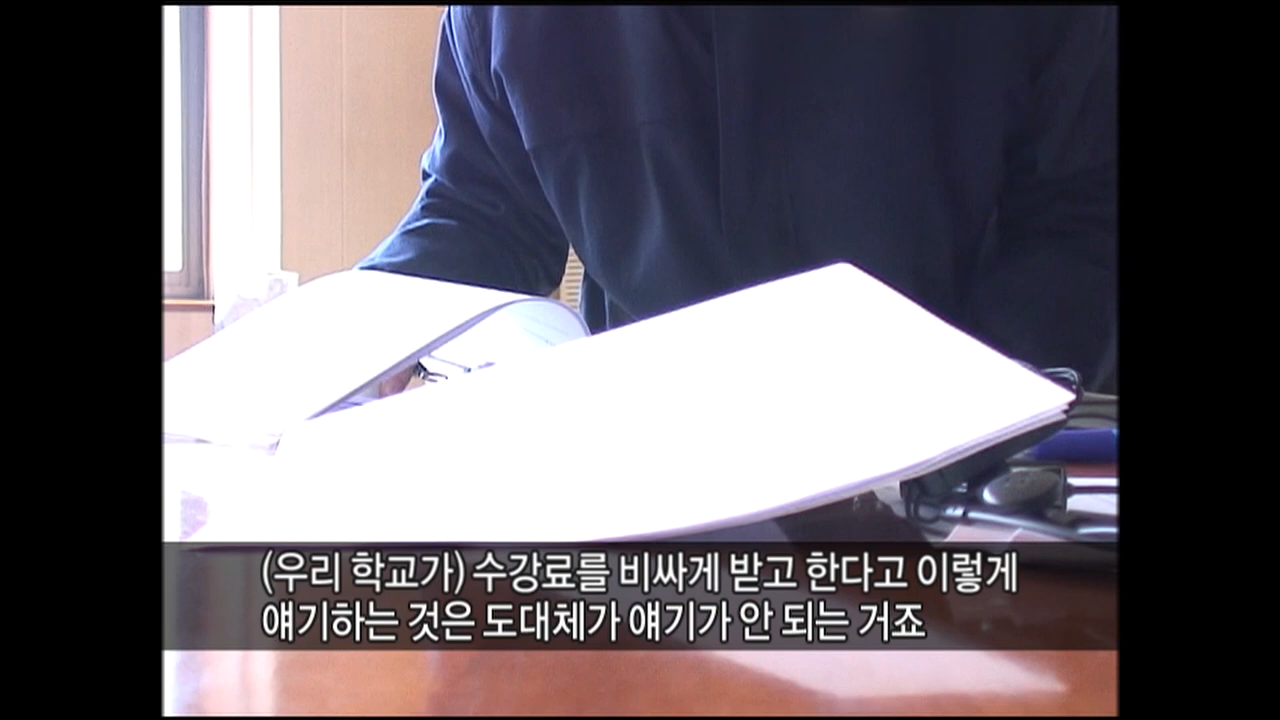 (우리 학교가) 수강료를 비싸게 받고 한다고 이렇게
얘기하는 것은 도대체가 얘기가 안 되는 거죠